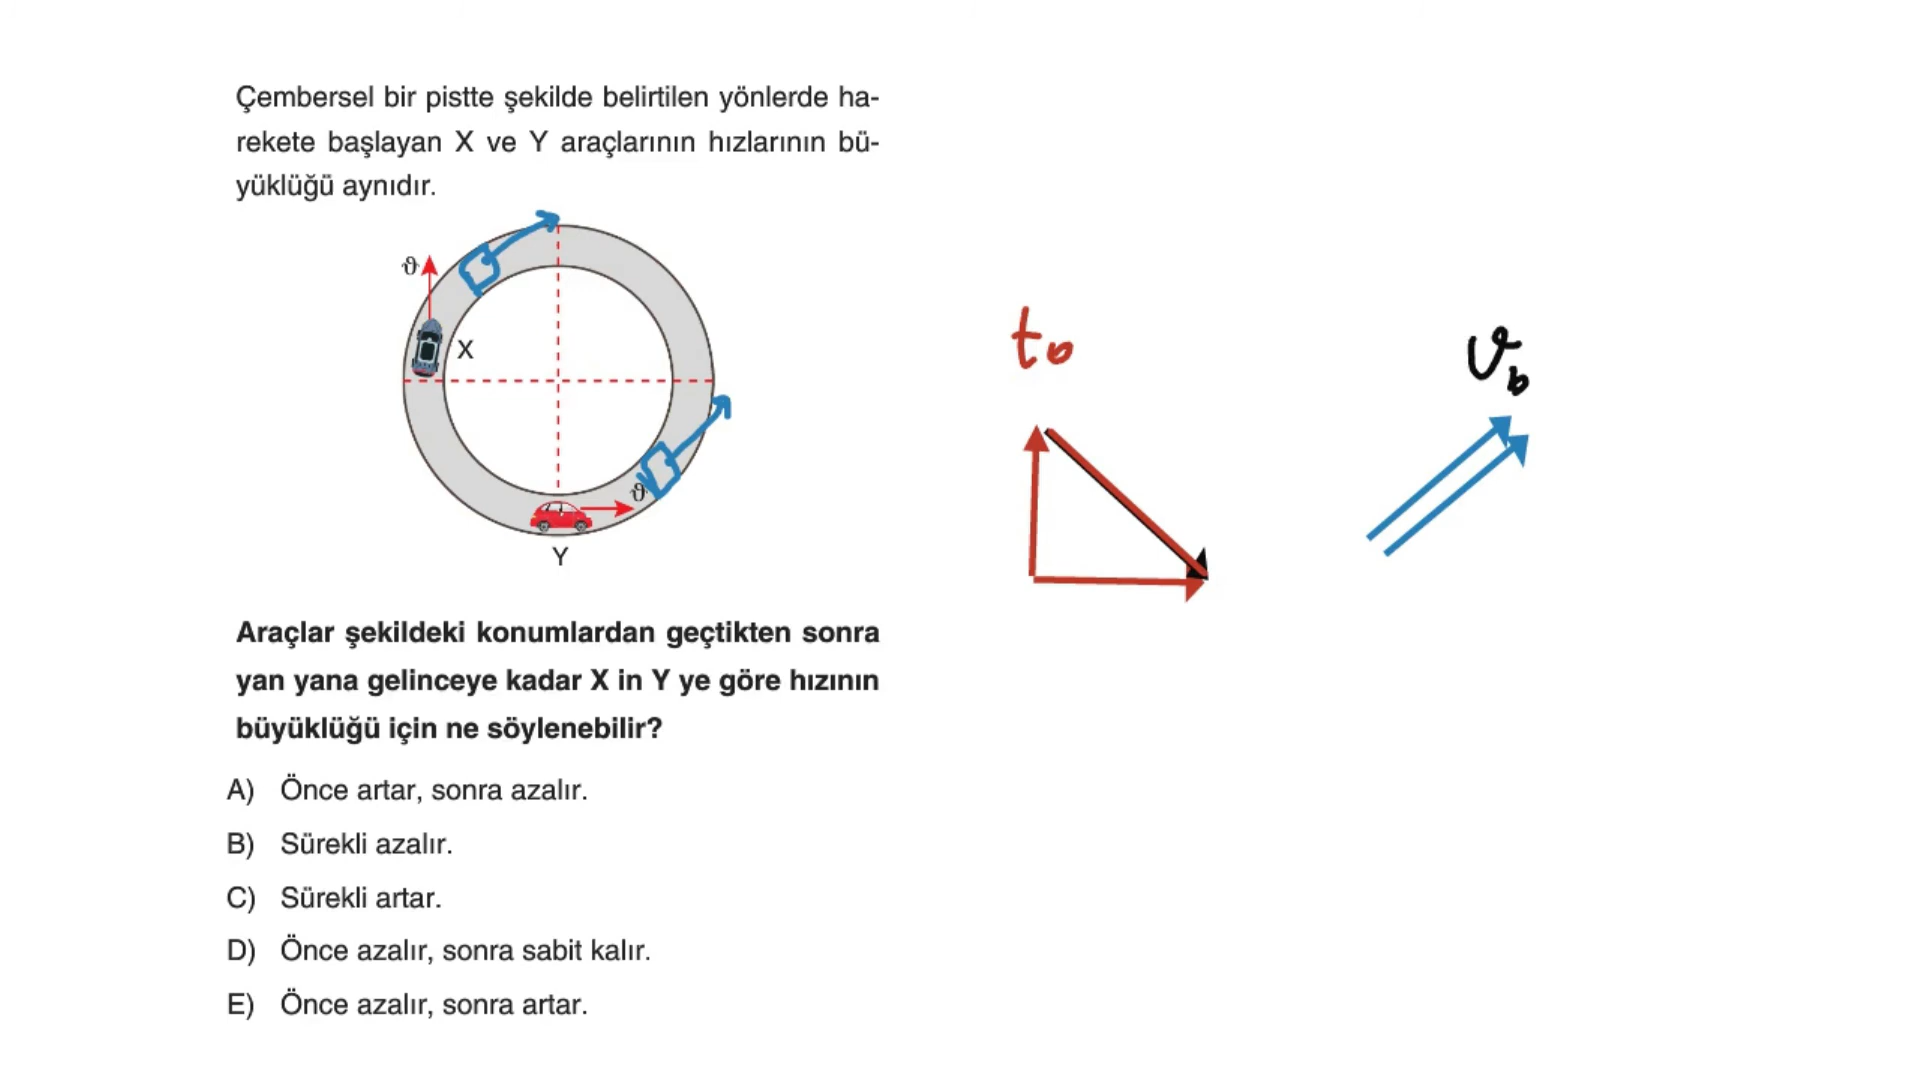 Çembersel bir pistte şekilde belirtilen yönlerde ha-
rekete başlayan X ve Y araçlarının hızlarının bü-
yüklüğü aynıdır.
ϑ
X
ϑ
Y
t₀
ϑb
Araçlar şekildeki konumlardan geçtikten sonra
yan yana gelinceye kadar X in Y ye göre hızının
büyüklüğü için ne söylenebilir?
A) Önce artar, sonra azalır.
B) Sürekli azalır.
C) Sürekli artar.
D) Önce azalır, sonra sabit kalır.
E) Önce azalır, sonra artar.